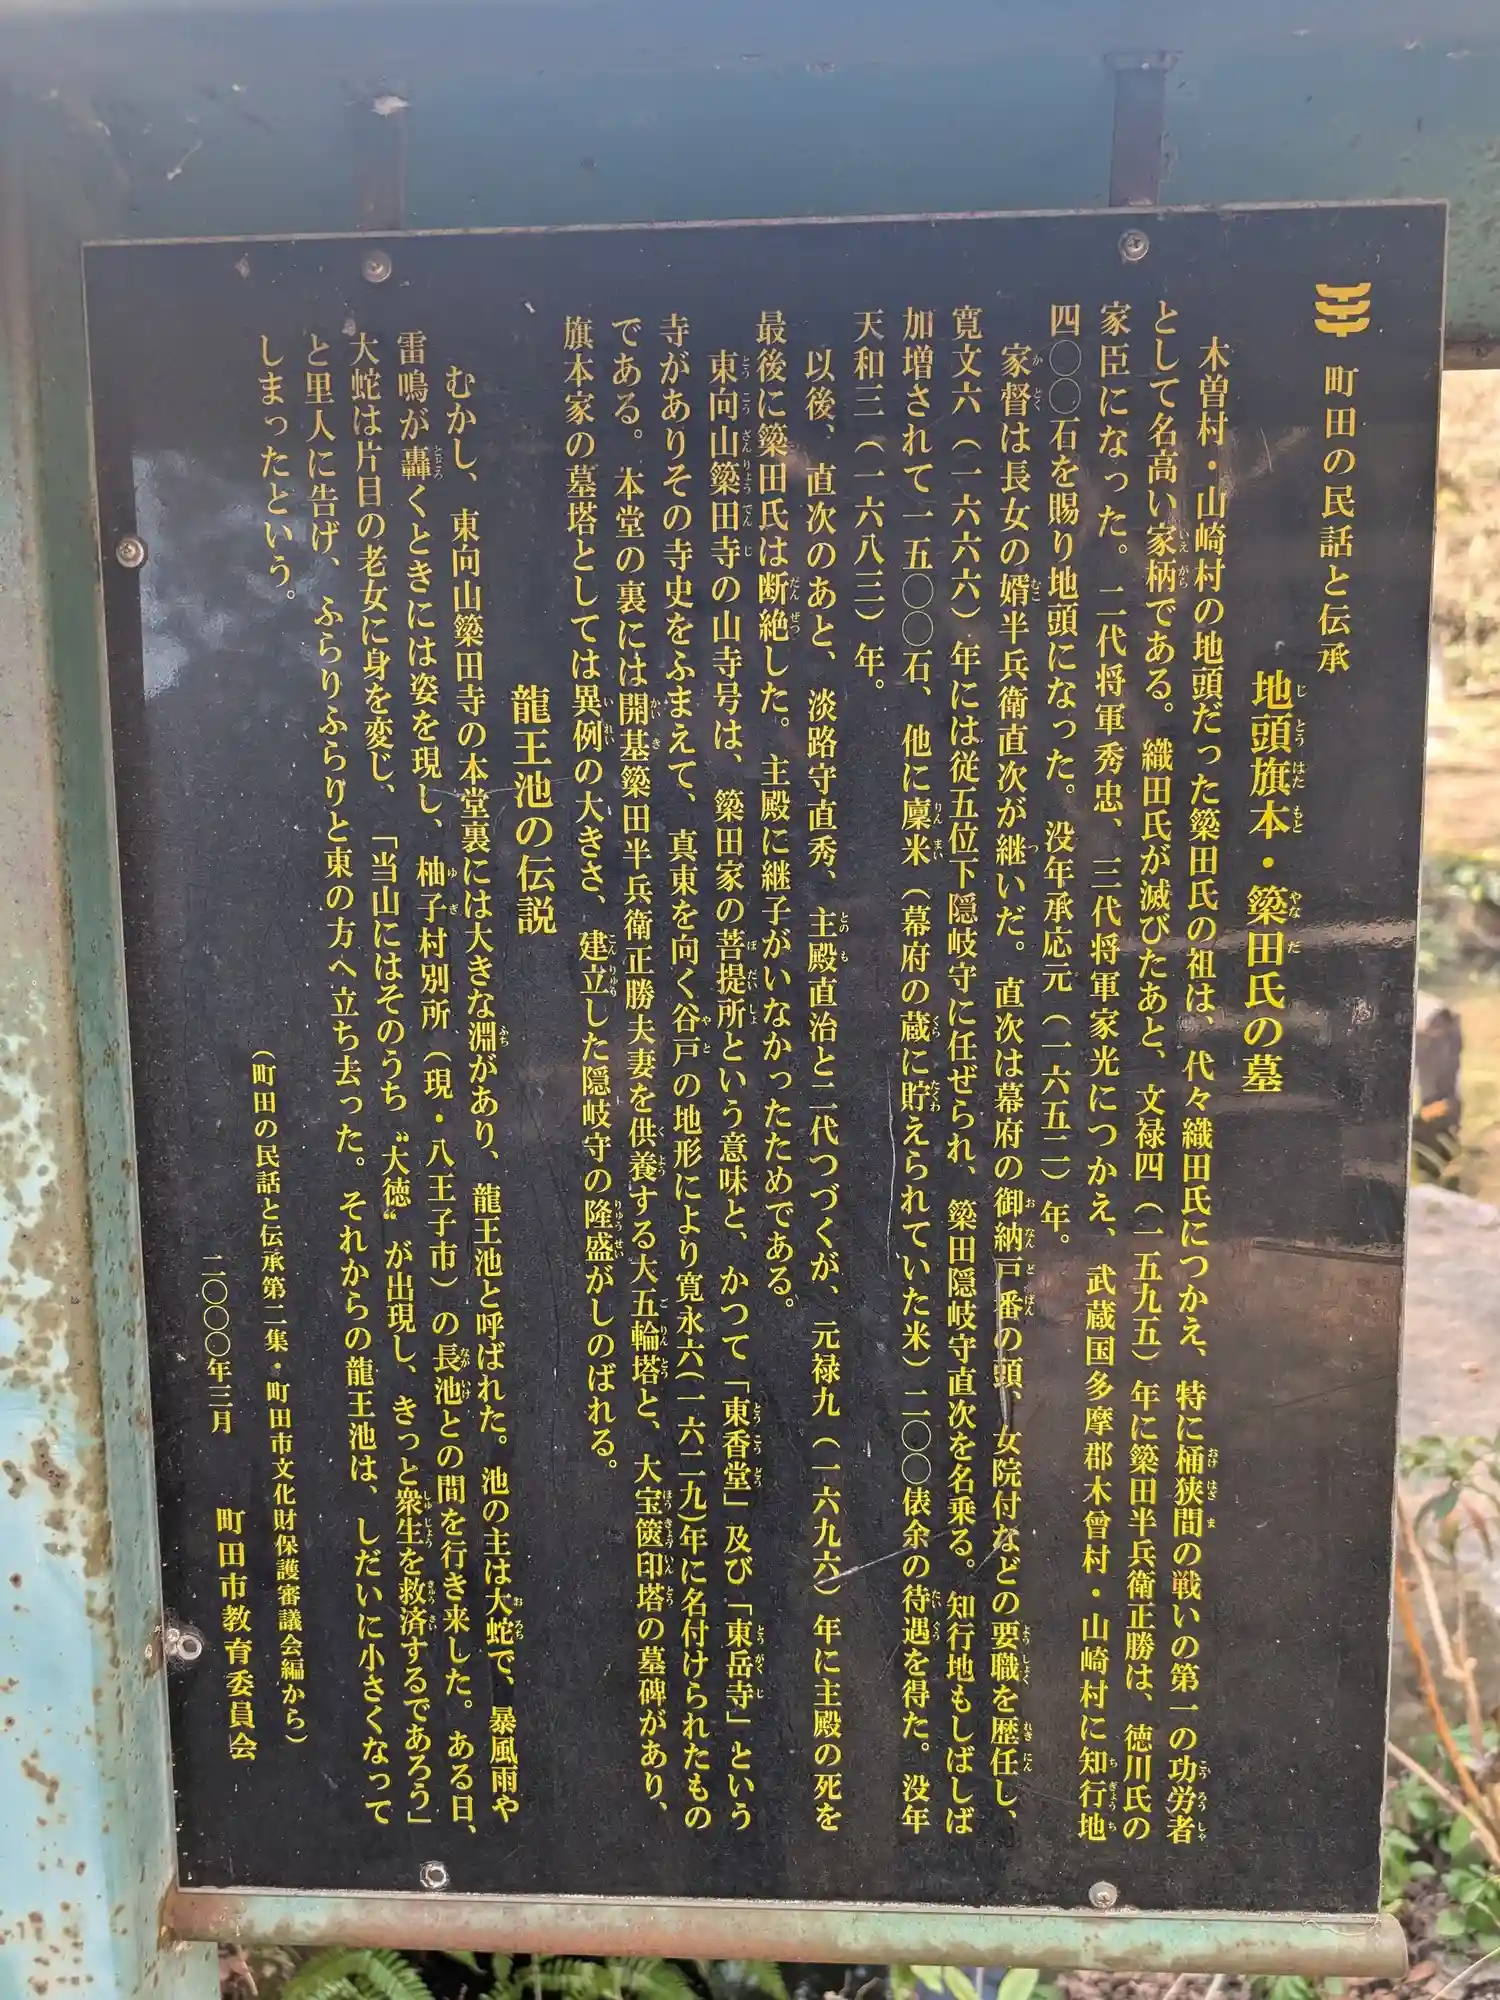 町田の民話と伝承
地頭旗本・簗田氏の墓
木曽村・山崎村の地頭だった簗田氏の祖は、代々織田氏につかえ、特に桶狭間の戦いの第一の功労者
として名高い家柄である。織田氏が滅びたあと、文禄四（一五九五）年に簗田半兵衛正勝は、徳川氏の
家臣になった。二代将軍秀忠、三代将軍家光につかえ、武蔵国多摩郡木曾村・山崎村に知行地
四〇〇石を賜り地頭になった。没年承応元（一六五二）年。
家督は長女の婿半兵衛直次が継いだ。直次は幕府の御納戸番の頭、女院付などの要職を歴任し、
寛文六（一六六六）年には従五位下隠岐守に任ぜられ、簗田隠岐守直次を名乗る。知行地もしばしば
加増されて一五〇〇石、他に廩米（幕府の蔵に貯えられていた米）二〇〇俵余の待遇を得た。没年
天和三（一六八三）年。
以後、直次のあと、淡路守直秀、主殿直治と二代つづくが、元禄九（一六九六）年に主殿の死を
最後に簗田氏は断絶した。主殿に継子がいなかったためである。
東向山簗田寺の山寺号は、簗田家の菩提所という意味と、かつて「東香堂」及び「東岳寺」という
寺がありその寺史をふまえて、真東を向く谷戸の地形により寛永六(一六二九)年に名付けられたもの
である。本堂の裏には開基簗田半兵衛正勝夫妻を供養する大五輪塔と、大宝篋印塔の墓碑があり、
旗本家の墓塔としては異例の大きさ、建立した隠岐守の隆盛がしのばれる。
龍王池の伝説
むかし、東向山簗田寺の本堂裏には大きな淵があり、龍王池と呼ばれた。池の主は大蛇で、暴風雨や
雷鳴が轟くときには姿を現し、柚子村別所（現・八王子市）の長池との間を行き来した。ある日、
大蛇は片目の老女に身を変じ、「当山にはそのうち〝大徳〟が出現し、きっと衆生を救済するであろう」
と里人に告げ、ふらりふらりと東の方へ立ち去った。それからの龍王池は、しだいに小さくなって
しまったという。
（町田の民話と伝承第二集・町田市文化財保護審議会編から）
二〇〇〇年三月 町田市教育委員会